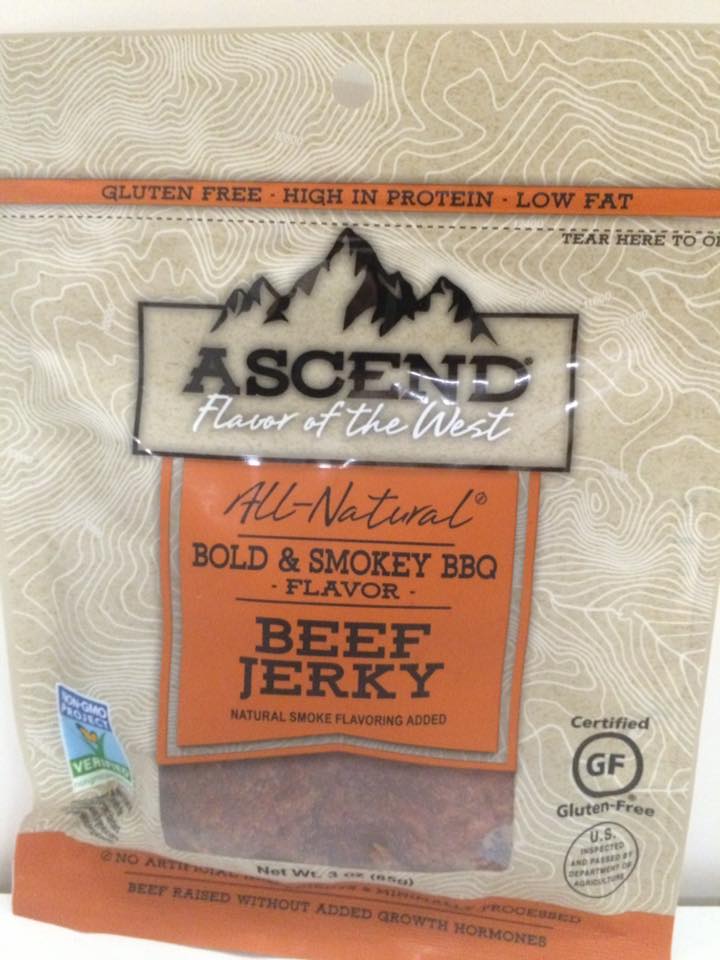 GLUTEN FREE · HIGH IN PROTEIN · LOW FAT
TEAR HERE TO
ASCEND®
Flavor of the West
All-Natural
BOLD & SMOKEY BBQ
- FLAVOR -
BEEF
JERKY
NATURAL SMOKE FLAVORING ADDED
NON-GMO
PROJECT
VERIFIED
Certified
GF
Gluten-Free
U.S.
INSPECTED
AND PASSED BY
DEPARTMENT OF
AGRICULTURE
Net Wt. 3 oz (85g)
NO ARTIFICIAL & MINIMALLY PROCESSED
BEEF RAISED WITHOUT ADDED GROWTH HORMONES